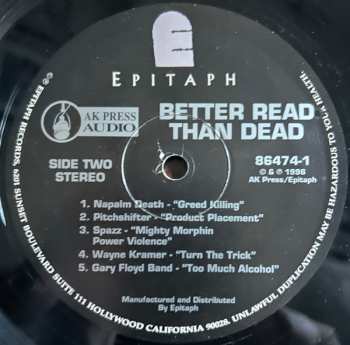 EPITAPH
AK PRESS
AUDIO
BETTER READ
THAN DEAD
SIDE TWO
STEREO
86474-1
© & ℗ 1996
AK Press/Epitaph
1. Napalm Death - "Greed Killing"
2. Pitchshifter - "Product Placement"
3. Spazz - "Mighty Morphin
Power Violence"
4. Wayne Kramer - "Turn The Trick"
5. Gary Floyd Band - "Too Much Alcohol"
Manufactured and Distributed
By Epitaph
℗ EPITAPH RECORDS, 6201 SUNSET BOULEVARD SUITE 111 HOLLYWOOD CALIFORNIA 90028. UNLAWFUL DUPLICATION MAY BE HAZARDOUS TO YOUR HEALTH.